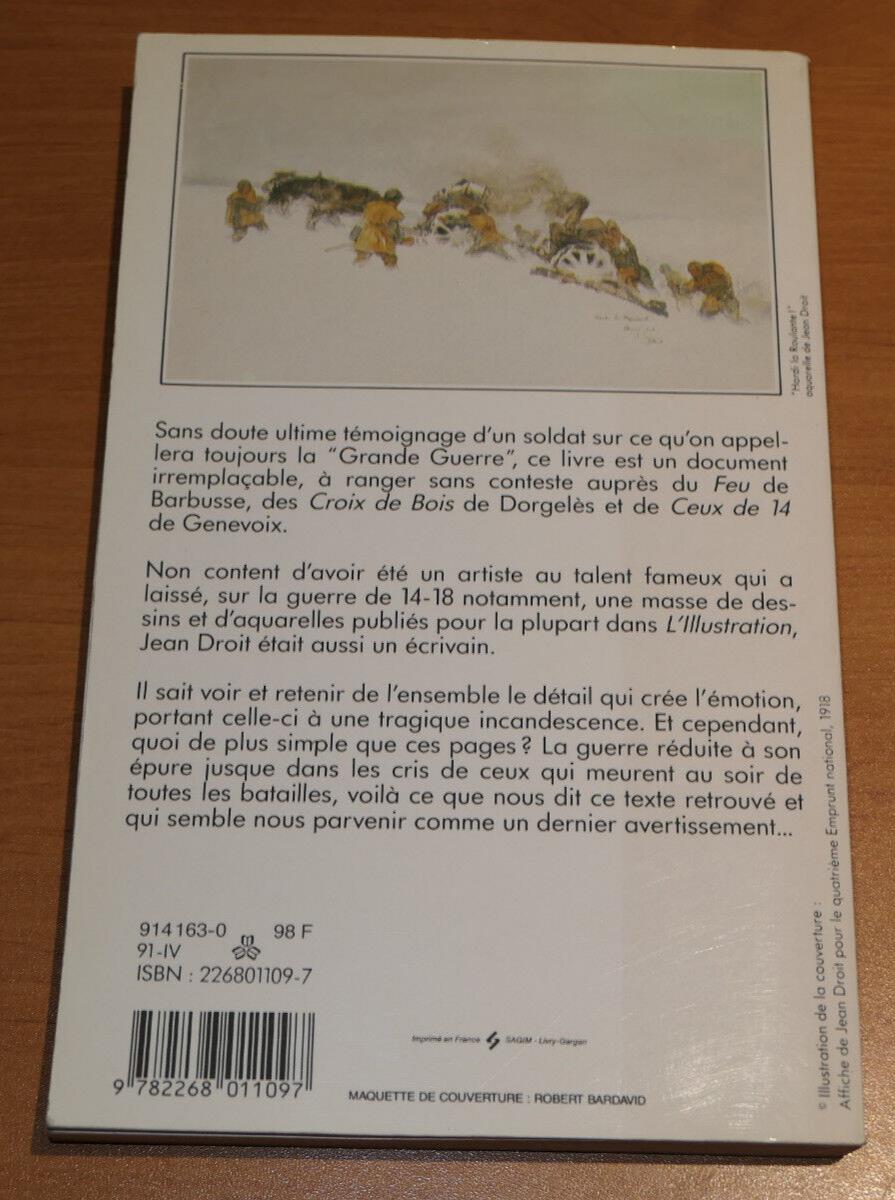 "Hardi la Roulante !"
aquarelle de Jean Droit
Sans doute ultime témoignage d'un soldat sur ce qu'on appel-
lera toujours la "Grande Guerre", ce livre est un document
irremplaçable, à ranger sans conteste auprès du Feu de
Barbusse, des Croix de Bois de Dorgelès et de Ceux de 14
de Genevoix.
Non content d'avoir été un artiste au talent fameux qui a
laissé, sur la guerre de 14-18 notamment, une masse de des-
sins et d'aquarelles publiés pour la plupart dans L'Illustration,
Jean Droit était aussi un écrivain.
Il sait voir et retenir de l'ensemble le détail qui crée l'émotion,
portant celle-ci à une tragique incandescence. Et cependant,
quoi de plus simple que ces pages ? La guerre réduite à son
épure jusque dans les cris de ceux qui meurent au soir de
toutes les batailles, voilà ce que nous dit ce texte retrouvé et
qui semble nous parvenir comme un dernier avertissement...
914163-0 98 F
91-IV
ISBN : 226801109-7
9 782268 011097
Imprimé en France SAGIM - Livry-Gargan
MAQUETTE DE COUVERTURE : ROBERT BARDAVID
© Illustration de la couverture :
Affiche de Jean Droit pour le quatrième Emprunt national, 1918